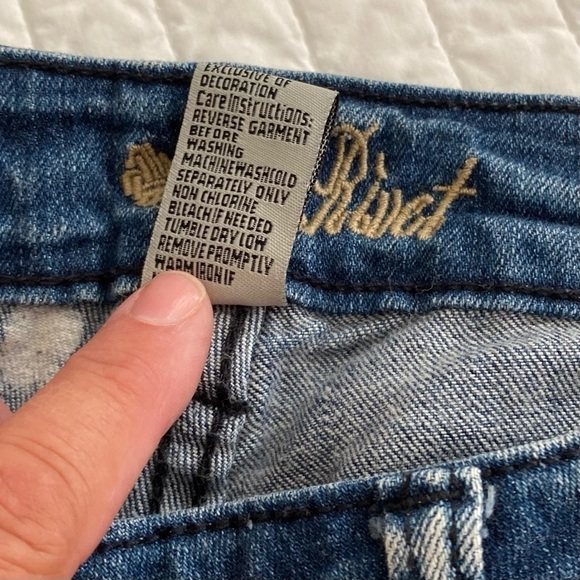 EXCLUSIVE OF
DECORATION
Care Instructions:
REVERSE GARMENT
BEFORE
WASHING
MACHINE WASH COLD
SEPARATELY ONLY
NON CHLORINE
BLEACH IF NEEDED
TUMBLE DRY LOW
REMOVE PROMPTLY
WARM IRON IF
Rivet